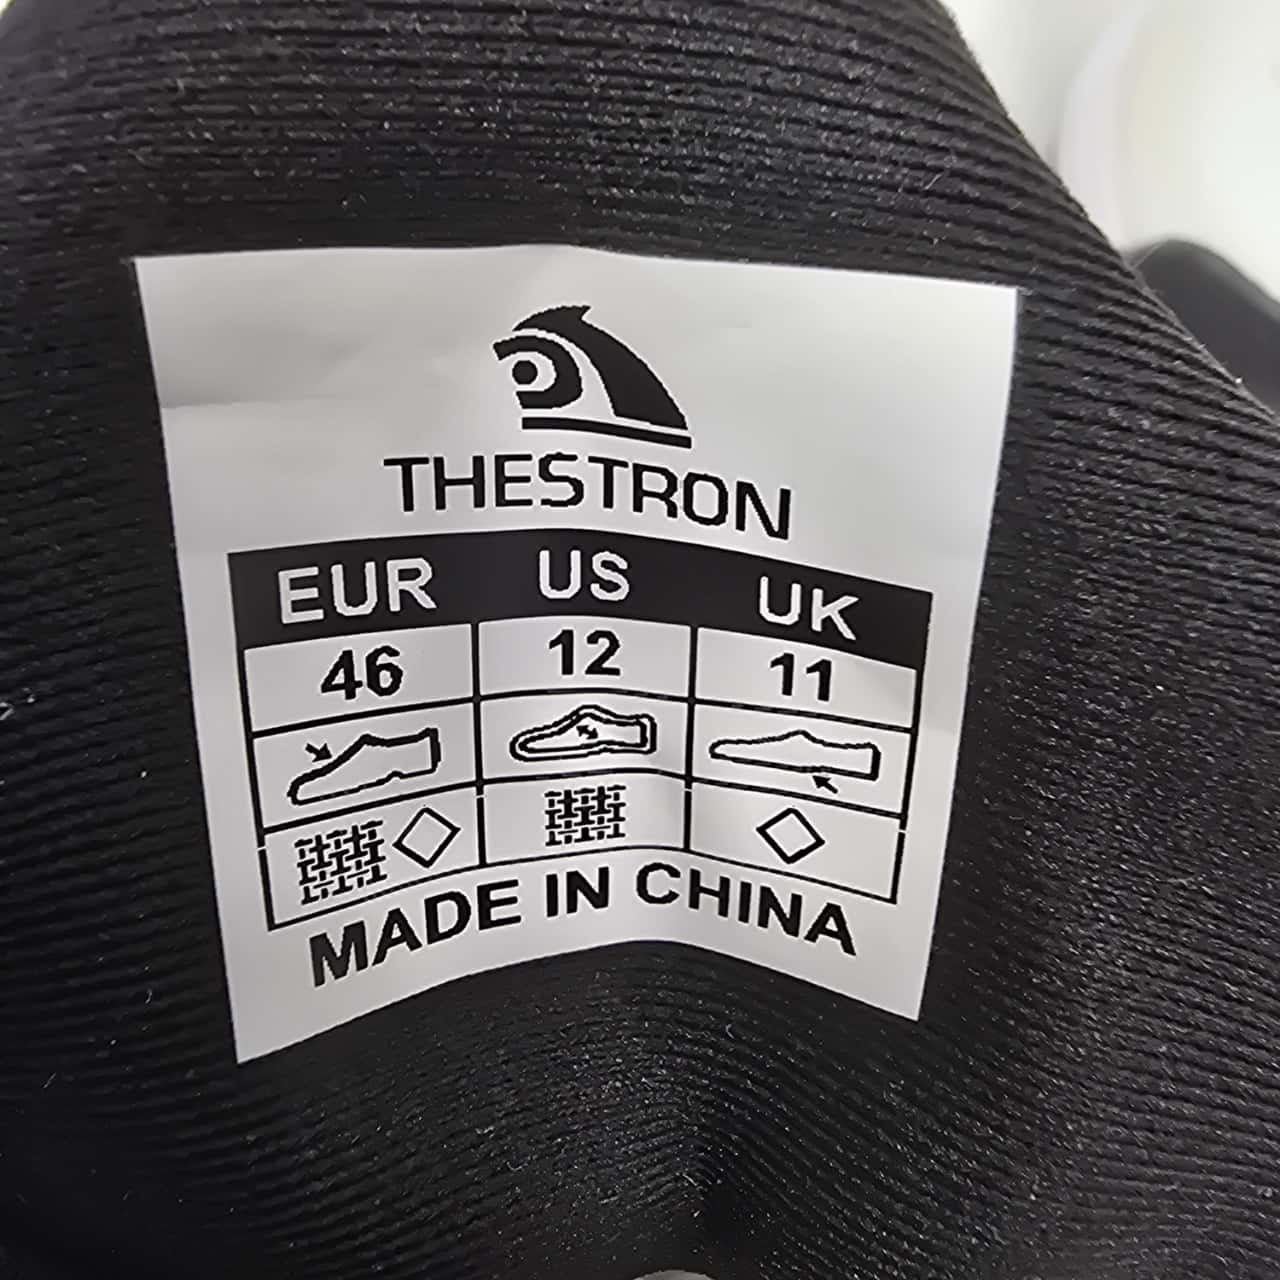 THESTRON
EUR US UK
46 12 11
MADE IN CHINA